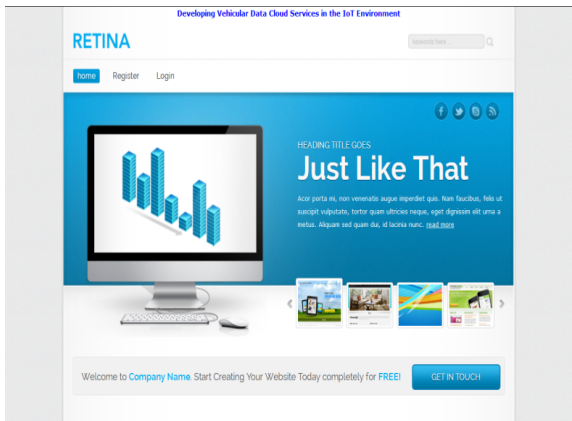 Developing Vehicular Data Cloud Services in the IoT Environment
RETINA
keywords here ...
home Register Login
HEADING TITLE GOES
Just Like That
Acor porta mi, non venenatis augue imperdiet quis. Nam faucibus, felis ut
suscipit vulputate, tortor quam ultricies neque, eget dignissim elit urna a
metus. Aliquam sed quam dui, id lacinia nunc. read more
Welcome to Company Name. Start Creating Your Website Today completely for FREE!
GET IN TOUCH